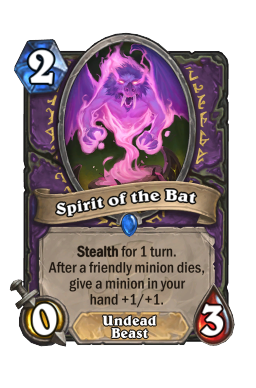 2
Spirit of the Bat
Stealth for 1 turn.
After a friendly minion dies,
give a minion in your
hand +1/+1.
0
Undead
Beast
3